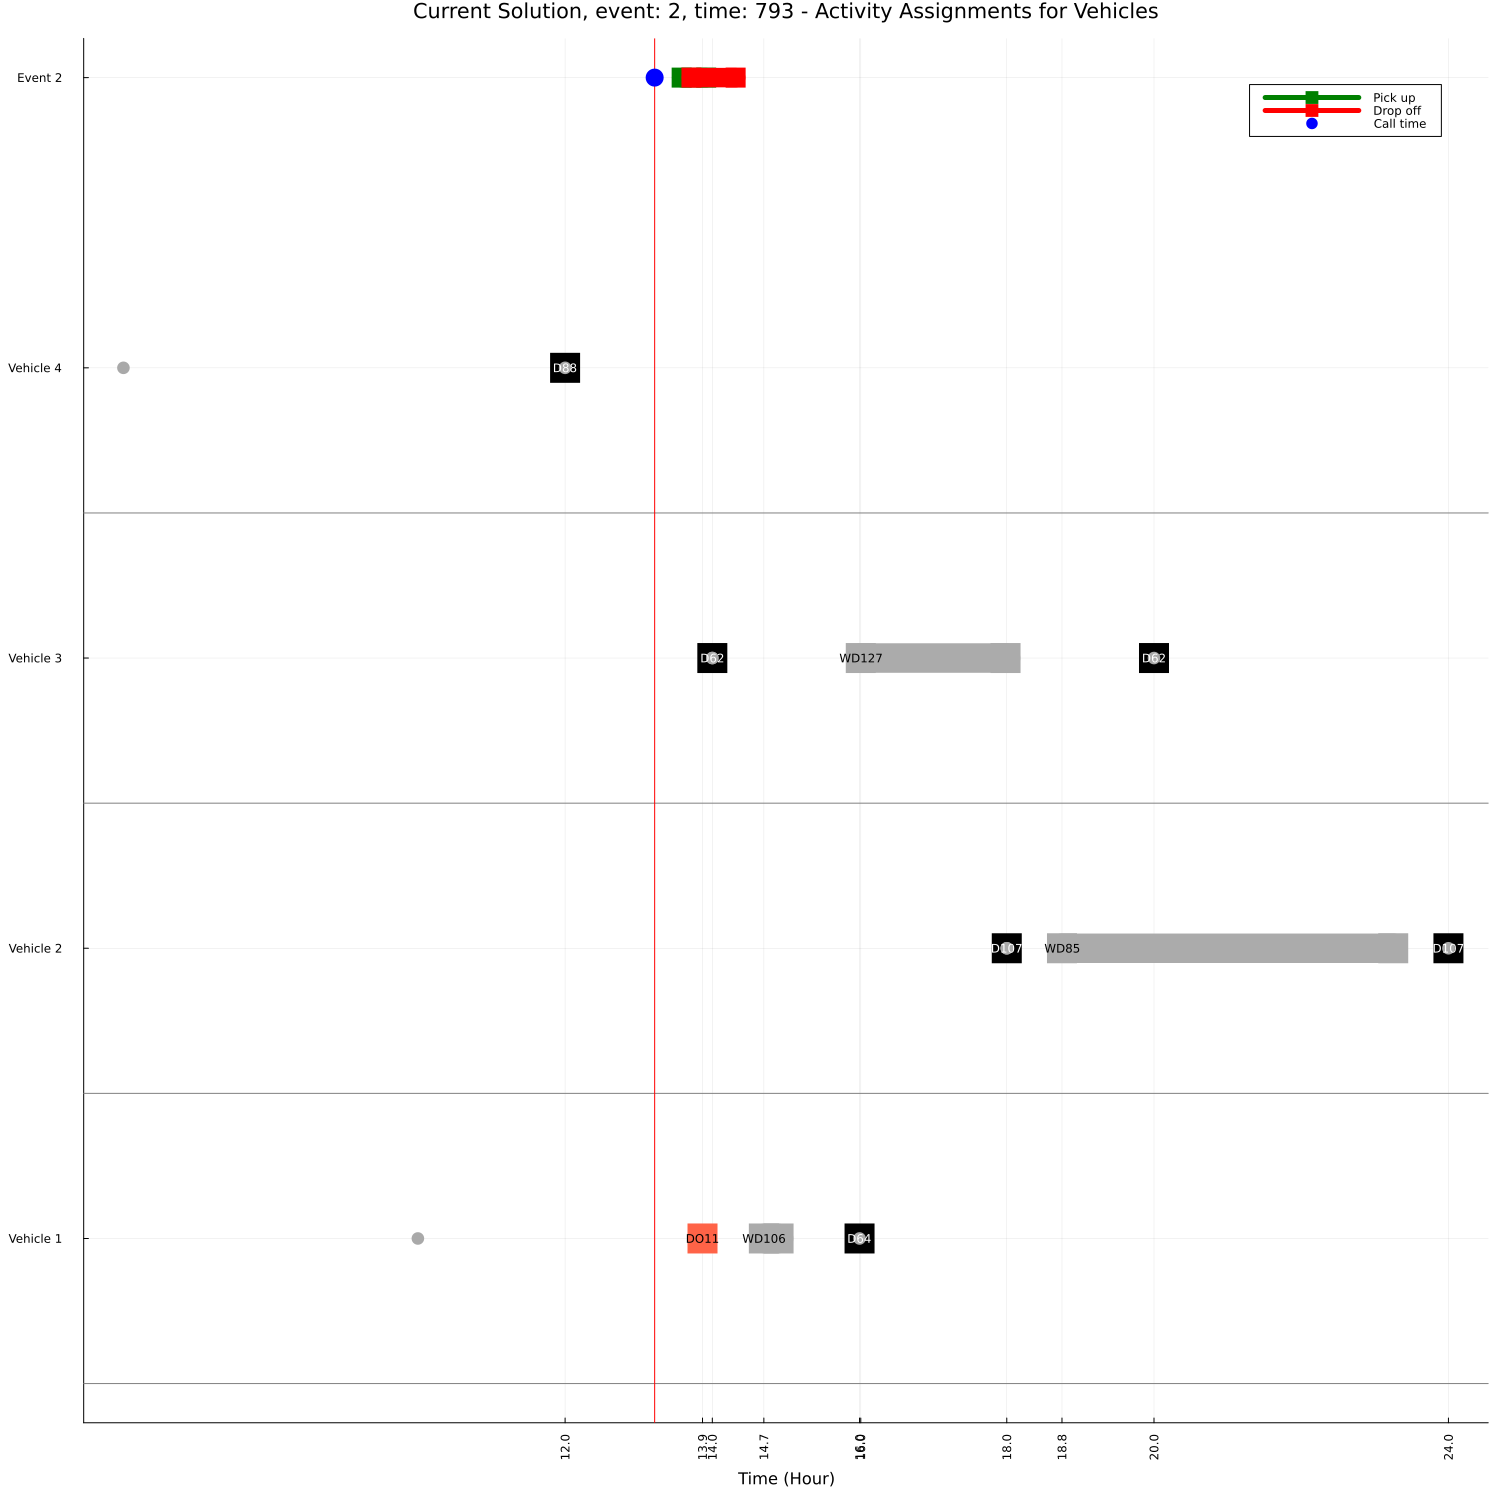 Current Solution, event: 2, time: 793 - Activity Assignments for Vehicles
Event 2
Pick up
Drop off
Call time
Vehicle 4
D88
Vehicle 3
D62
WD127
D62
Vehicle 2
D107
WD85
D107
Vehicle 1
DO11
WD106
D64
12.0
13.9
14.0
14.7
16.0
18.0
18.8
20.0
24.0
Time (Hour)